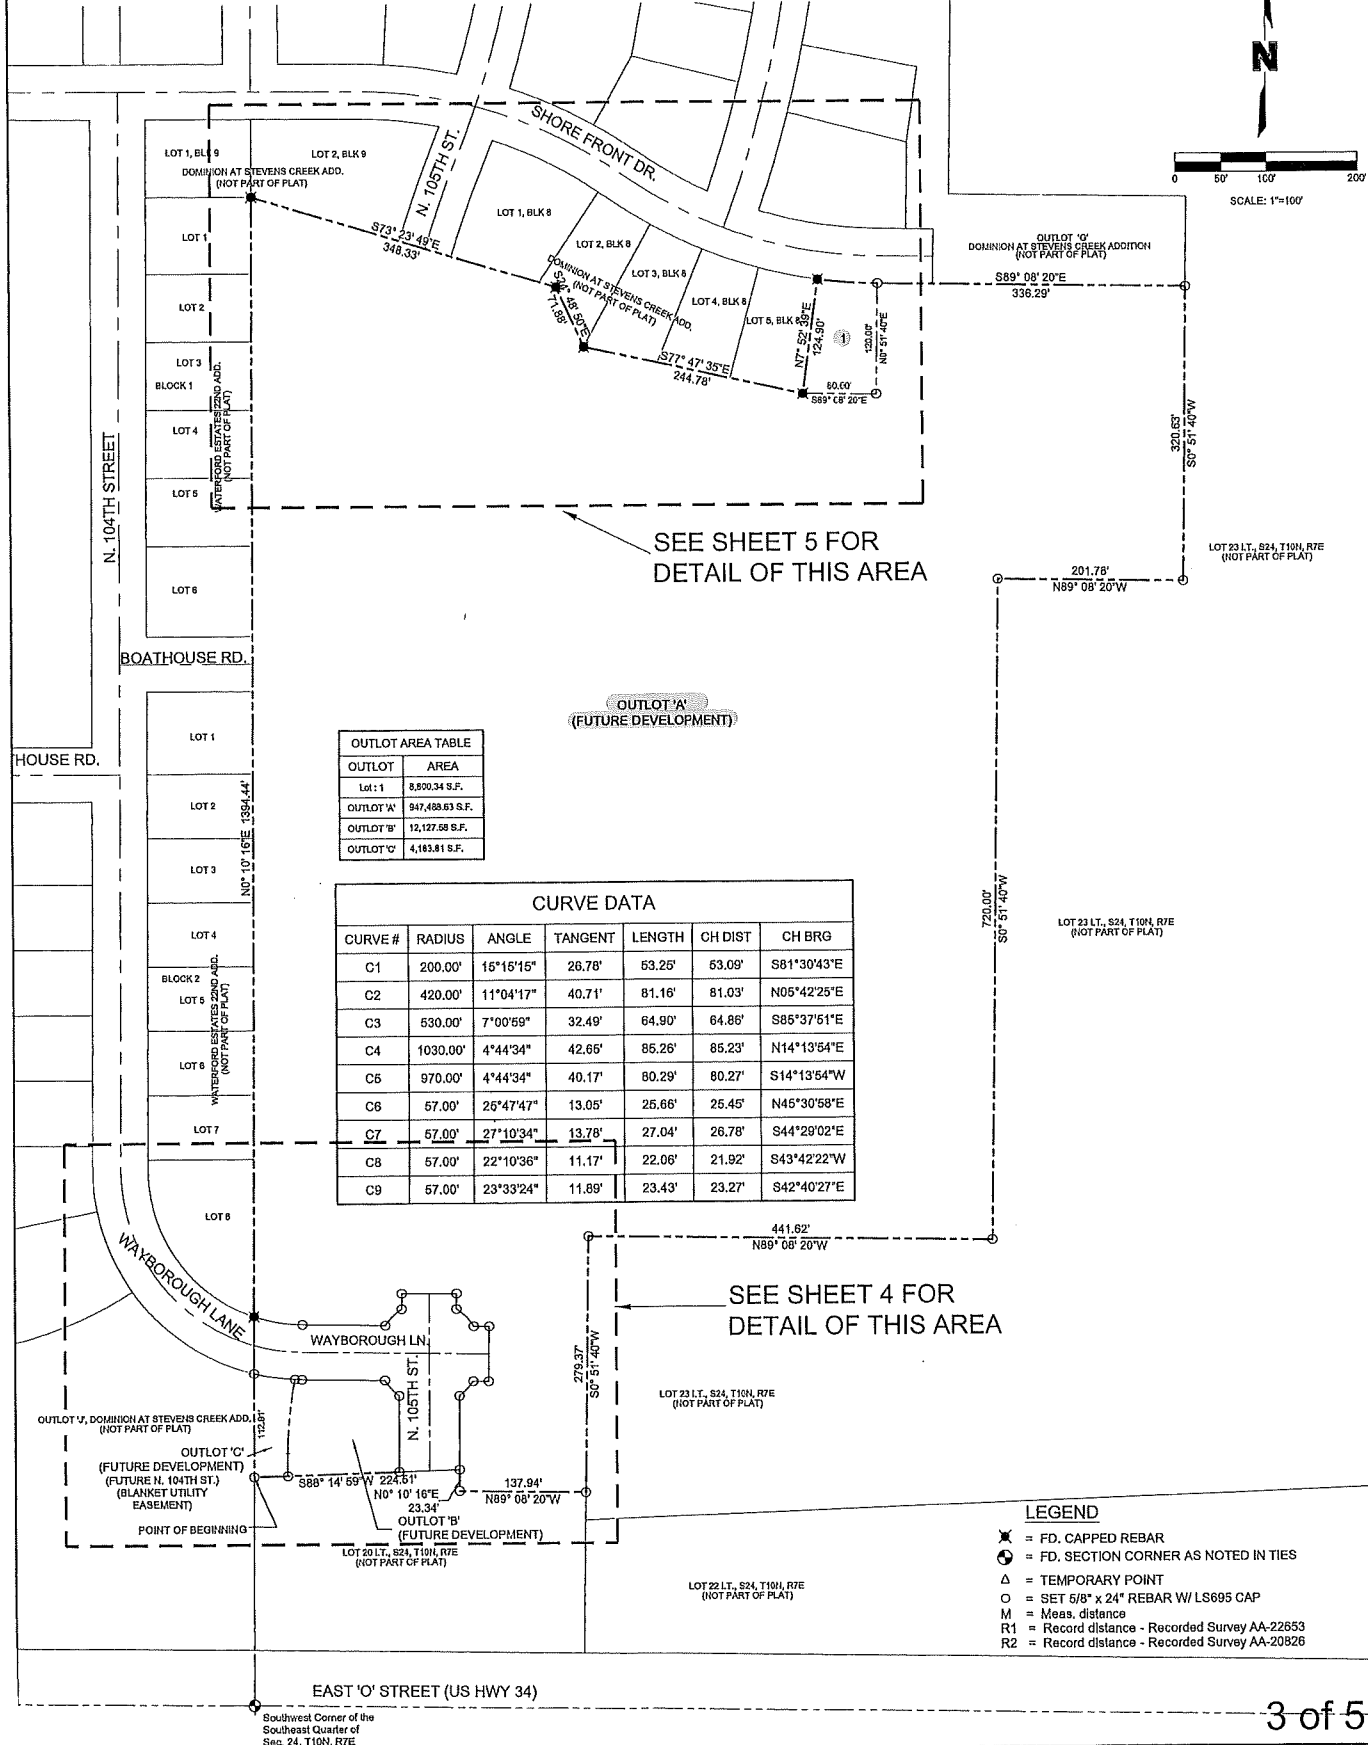 N
0 50' 100' 200'
SCALE: 1"=100'
SHORE FRONT DR.
N. 105TH ST.
LOT 1, BLK 9
LOT 2, BLK 9
DOMINION AT STEVENS CREEK ADD.
(NOT PART OF PLAT)
LOT 1, BLK 8
LOT 2, BLK 8
LOT 3, BLK 8
LOT 4, BLK 8
LOT 5, BLK 8
DOMINION AT STEVENS CREEK ADD.
(NOT PART OF PLAT)
S73° 23' 49"E
348.33'
S24° 48' 50"E
71.88'
S77° 47' 35"E
244.78'
N7° 52' 39"E
124.90'
1
120.00'
N0° 51' 40"E
60.00'
S89° 08' 20"E
OUTLOT 'G'
DOMINION AT STEVENS CREEK ADDITION
(NOT PART OF PLAT)
S89° 08' 20"E
336.29'
320.63'
S0° 51' 40"W
LOT 1
LOT 2
LOT 3
BLOCK 1
LOT 4
LOT 5
LOT 6
WATERFORD ESTATES 22ND ADD.
(NOT PART OF PLAT)
N. 104TH STREET
SEE SHEET 5 FOR
DETAIL OF THIS AREA
LOT 23 I.T., S24, T10N, R7E
(NOT PART OF PLAT)
201.78'
N89° 08' 20"W
BOATHOUSE RD.
OUTLOT 'A'
(FUTURE DEVELOPMENT)
HOUSE RD.
OUTLOT AREA TABLE
OUTLOT AREA
Lot: 1 8,800.34 S.F.
OUTLOT 'A' 947,488.63 S.F.
OUTLOT 'B' 12,127.58 S.F.
OUTLOT 'C' 4,183.81 S.F.
LOT 1
LOT 2
LOT 3
LOT 4
BLOCK 2
LOT 5
LOT 6
LOT 7
LOT 8
N0° 10' 16"E 1394.44'
WATERFORD ESTATES 22ND ADD.
(NOT PART OF PLAT)
720.00'
S0° 51' 40"W
LOT 23 I.T., S24, T10N, R7E
(NOT PART OF PLAT)
CURVE DATA
CURVE # RADIUS ANGLE TANGENT LENGTH CH DIST CH BRG
C1 200.00' 15°15'15" 26.78' 53.25' 53.09' S81°30'43"E
C2 420.00' 11°04'17" 40.71' 81.16' 81.03' N05°42'25"E
C3 530.00' 7°00'59" 32.49' 64.90' 64.86' S85°37'51"E
C4 1030.00' 4°44'34" 42.65' 85.26' 85.23' N14°13'54"E
C5 970.00' 4°44'34" 40.17' 80.29' 80.27' S14°13'54"W
C6 57.00' 25°47'47" 13.05' 25.66' 25.45' N45°30'58"E
C7 57.00' 27°10'34" 13.78' 27.04' 26.78' S44°29'02"E
C8 57.00' 22°10'36" 11.17' 22.06' 21.92' S43°42'22"W
C9 57.00' 23°33'24" 11.89' 23.43' 23.27' S42°40'27"E
441.62'
N89° 08' 20"W
SEE SHEET 4 FOR
DETAIL OF THIS AREA
WAYBOROUGH LANE
WAYBOROUGH LN.
N. 105TH ST.
279.37'
S0° 51' 40"W
LOT 23 I.T., S24, T10N, R7E
(NOT PART OF PLAT)
OUTLOT 'J', DOMINION AT STEVENS CREEK ADD.
(NOT PART OF PLAT)
112.81'
OUTLOT 'C'
(FUTURE DEVELOPMENT)
(FUTURE N. 104TH ST.)
(BLANKET UTILITY
EASEMENT)
POINT OF BEGINNING
S88° 14' 59"W 224.51'
N0° 10' 16"E
23.34'
137.94'
N89° 08' 20"W
OUTLOT 'B'
(FUTURE DEVELOPMENT)
LOT 20 I.T., S24, T10N, R7E
(NOT PART OF PLAT)
LOT 22 I.T., S24, T10N, R7E
(NOT PART OF PLAT)
LEGEND
= FD. CAPPED REBAR
= FD. SECTION CORNER AS NOTED IN TIES
Δ = TEMPORARY POINT
O = SET 5/8" x 24" REBAR W/ LS695 CAP
M = Meas. distance
R1 = Record distance - Recorded Survey AA-22653
R2 = Record distance - Recorded Survey AA-20826
EAST 'O' STREET (US HWY 34)
Southwest Corner of the
Southeast Quarter of
Sec. 24, T10N, R7E
3 of 5